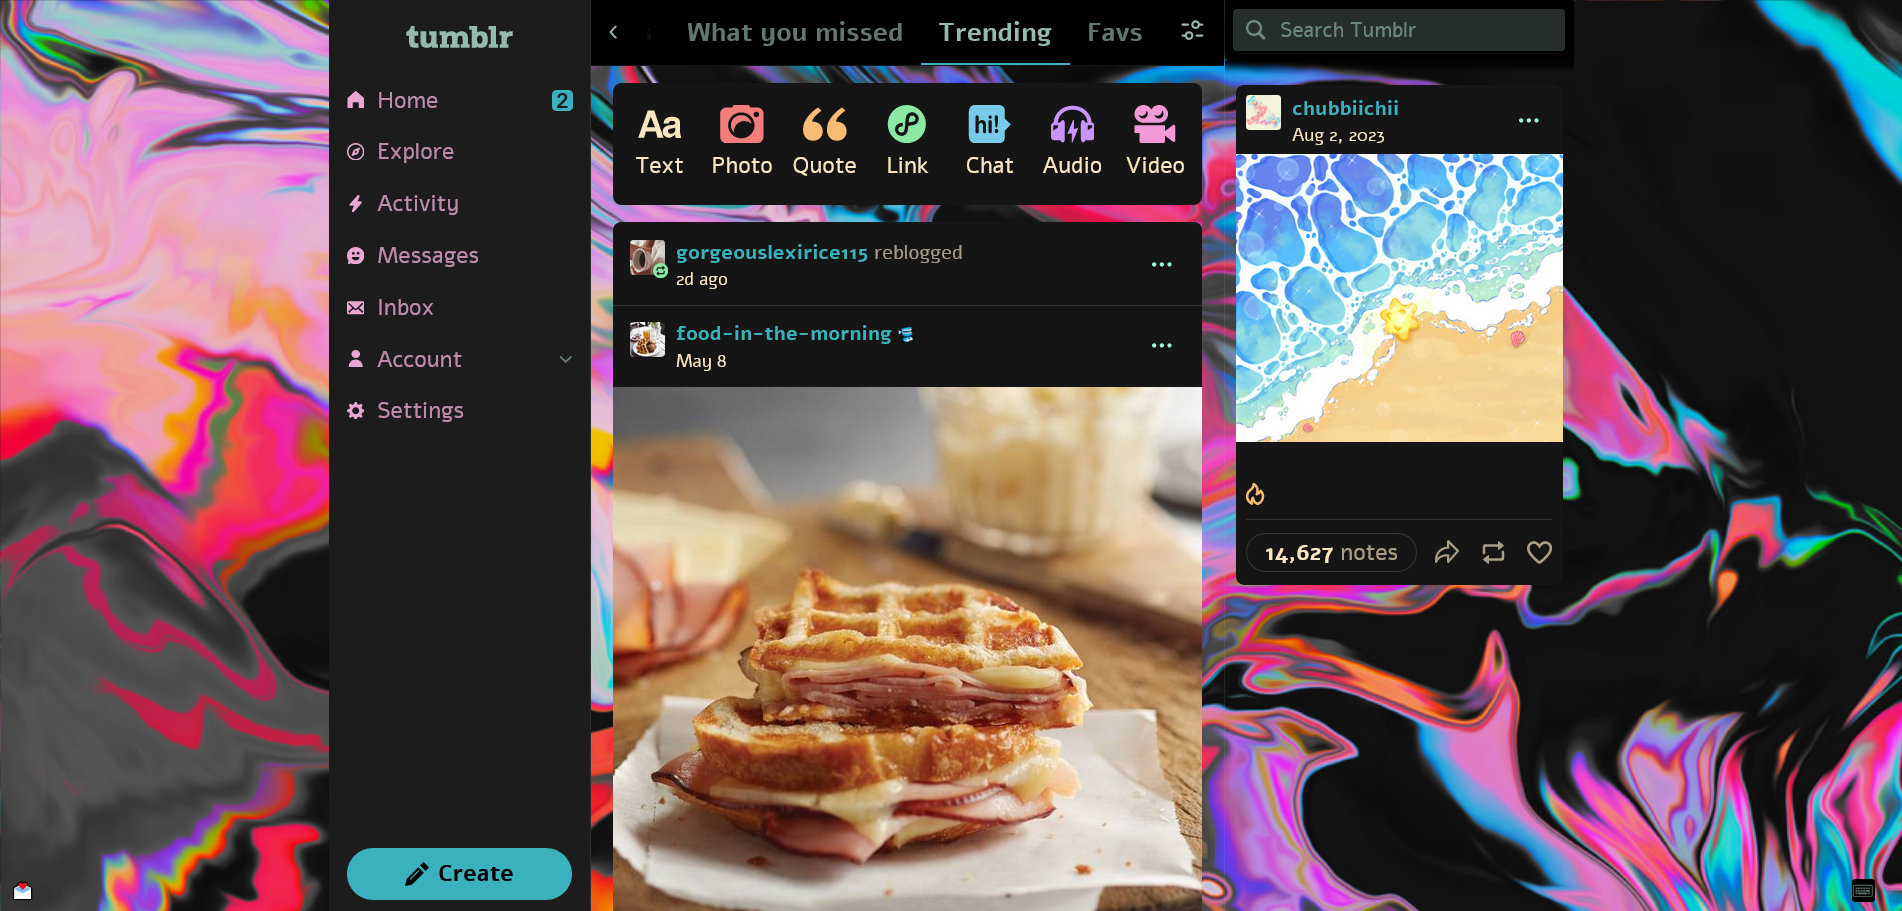 tumblr
Home 2
Explore
Activity
Messages
Inbox
Account
Settings
Create
What you missed Trending Favs
Aa
hi!
Text Photo Quote Link Chat Audio Video
gorgeouslexirice115 reblogged
2d ago
food-in-the-morning
May 8
Search Tumblr
chubbiichii
Aug 2, 2023
14,627 notes